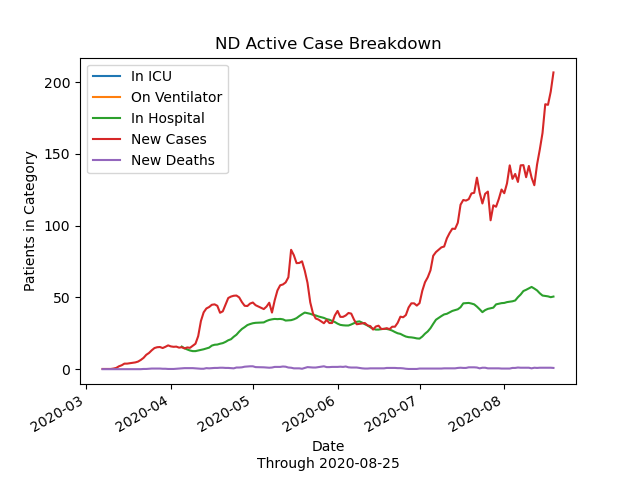 ND Active Case Breakdown
In ICU
On Ventilator
In Hospital
New Cases
New Deaths
Patients in Category
200
150
100
50
0
2020-03
2020-04
2020-05
2020-06
2020-07
2020-08
Date
Through 2020-08-25